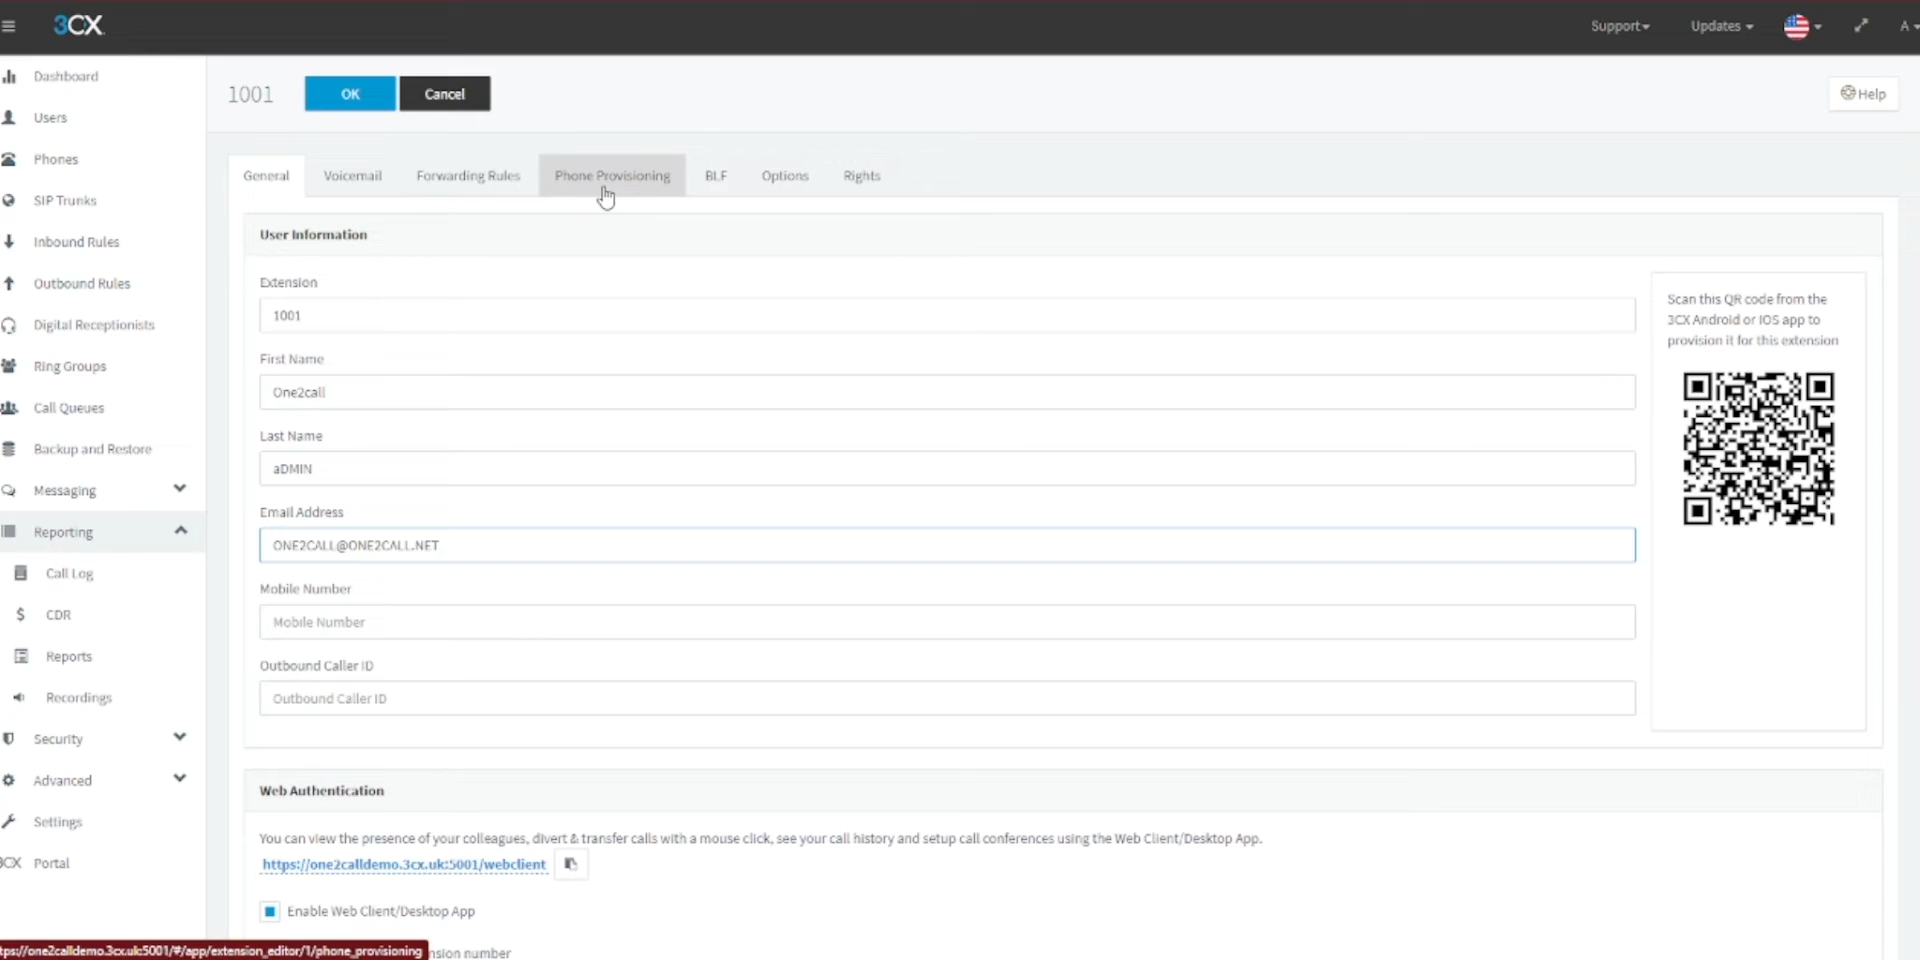 3CX
Support
Updates
A
Dashboard
Users
Phones
SIP Trunks
Inbound Rules
Outbound Rules
Digital Receptionists
Ring Groups
Call Queues
Backup and Restore
Messaging
Reporting
Call Log
$ CDR
Reports
Recordings
Security
Advanced
Settings
3CX Portal
1001
OK
Cancel
Help
General
Voicemail
Forwarding Rules
Phone Provisioning
BLF
Options
Rights
User Information
Extension
1001
First Name
One2call
Last Name
aDMIN
Email Address
ONE2CALL@ONE2CALL.NET
Mobile Number
Mobile Number
Outbound Caller ID
Outbound Caller ID
Scan this QR code from the
3CX Android or IOS app to
provision it for this extension
Web Authentication
You can view the presence of your colleagues, divert & transfer calls with a mouse click, see your call history and setup call conferences using the Web Client/Desktop App.
https://one2calldemo.3cx.uk:5001/webclient
Enable Web Client/Desktop App
nsion number
tps://one2calldemo.3cx.uk:5001/#/app/extension_editor/1/phone_provisioning